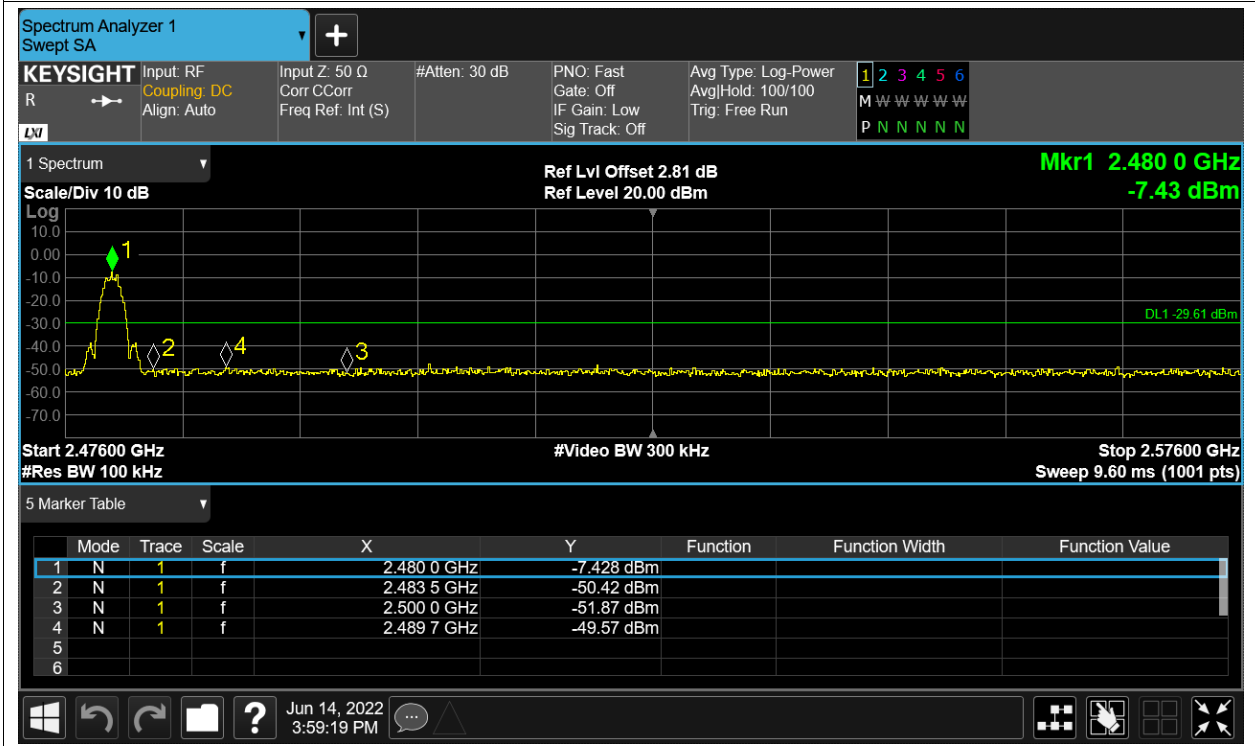 Spectrum Analyzer 1
Swept SA
+
KEYSIGHT Input: RF Input Z: 50 Ω #Atten: 30 dB PNO: Fast Avg Type: Log-Power 1 2 3 4 5 6
R Coupling: DC Corr CCorr Gate: Off Avg|Hold: 100/100 M W W W W W W
Align: Auto Freq Ref: Int (S) IF Gain: Low Trig: Free Run
LXI Sig Track: Off P N N N N N N
1 Spectrum Ref Lvl Offset 2.81 dB Mkr1 2.480 0 GHz
Scale/Div 10 dB Ref Level 20.00 dBm -7.43 dBm
Log
10.0
1
0.00
-10.0
-20.0
DL1 -29.61 dBm
-30.0
-40.0
2 4 3
-50.0
-60.0
-70.0
Start 2.47600 GHz #Video BW 300 kHz Stop 2.57600 GHz
#Res BW 100 kHz Sweep 9.60 ms (1001 pts)
5 Marker Table
Mode Trace Scale X Y Function Function Width Function Value
1 N 1 f 2.480 0 GHz -7.428 dBm
2 N 1 f 2.483 5 GHz -50.42 dBm
3 N 1 f 2.500 0 GHz -51.87 dBm
4 N 1 f 2.489 7 GHz -49.57 dBm
5
6
? Jun 14, 2022
3:59:19 PM